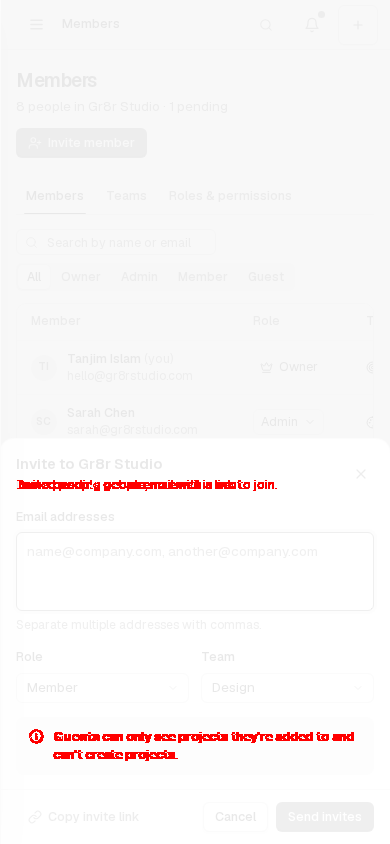 Members
Members
6 people in Gr8r Studio · 1 pending
Invite member
Members Teams Roles & permissions
Search by name or email
All Owner Admin Member Guest
Member Role T
TI Tanjim Islam (you) Owner
hello@gr8rstudio.com
SC Sarah Chen Admin
sarah@gr8rstudio.com
Invite to Gr8r Studio
to join.
Email addresses
name@company.com, another@company.com
Separate multiple addresses with commas.
Role Team
Member Design
can only see projects they're added to and
can't create projects.
Copy invite link Cancel Send invites